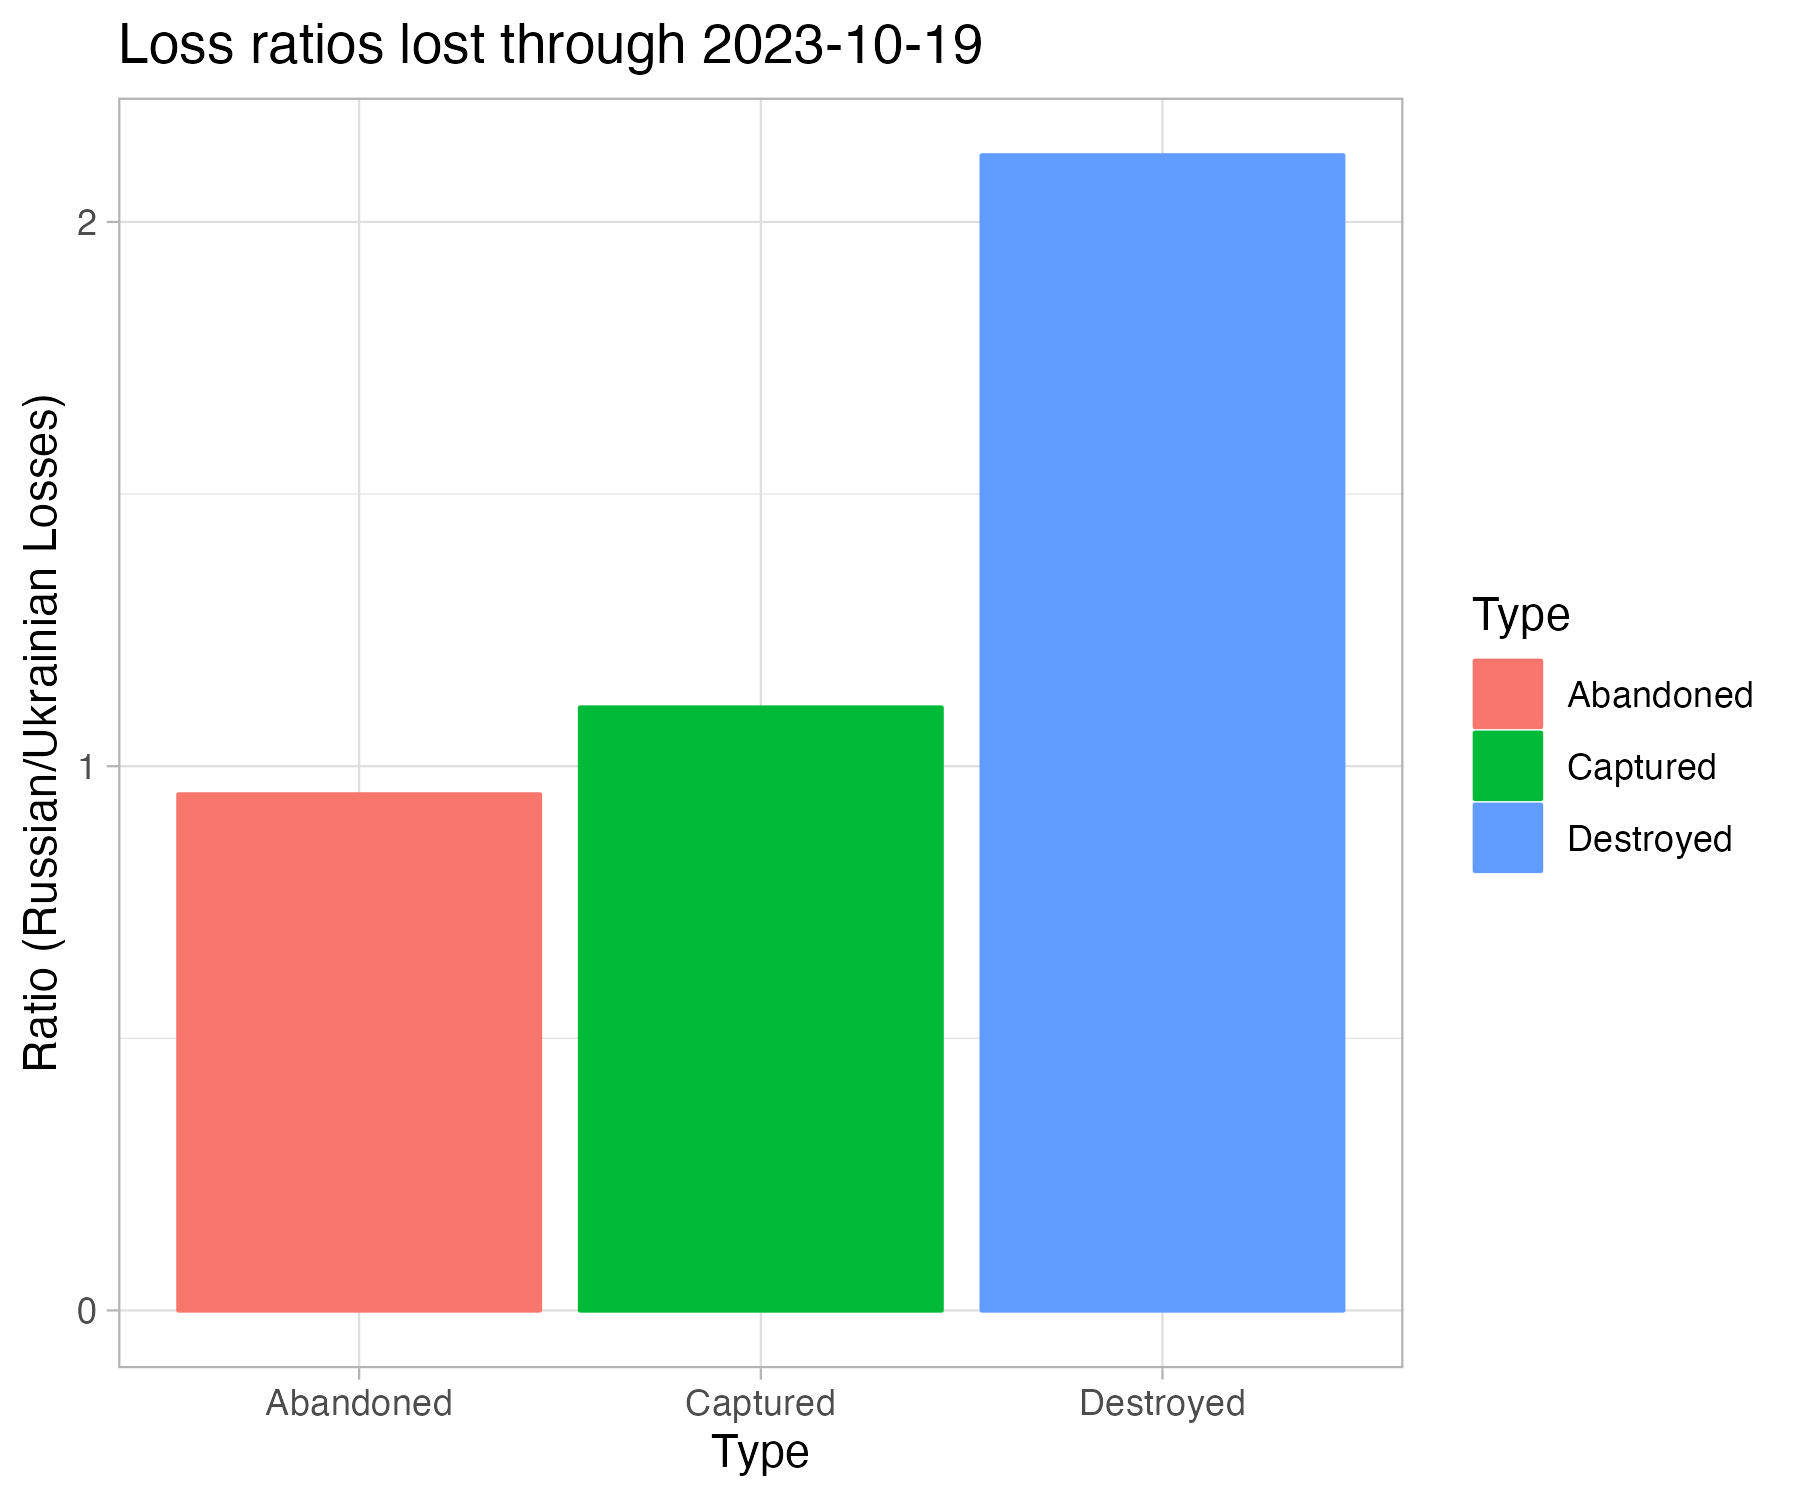 Loss ratios lost through 2023-10-19
Ratio (Russian/Ukrainian Losses)
2
1
0
Abandoned
Captured
Destroyed
Type
Type
Abandoned
Captured
Destroyed